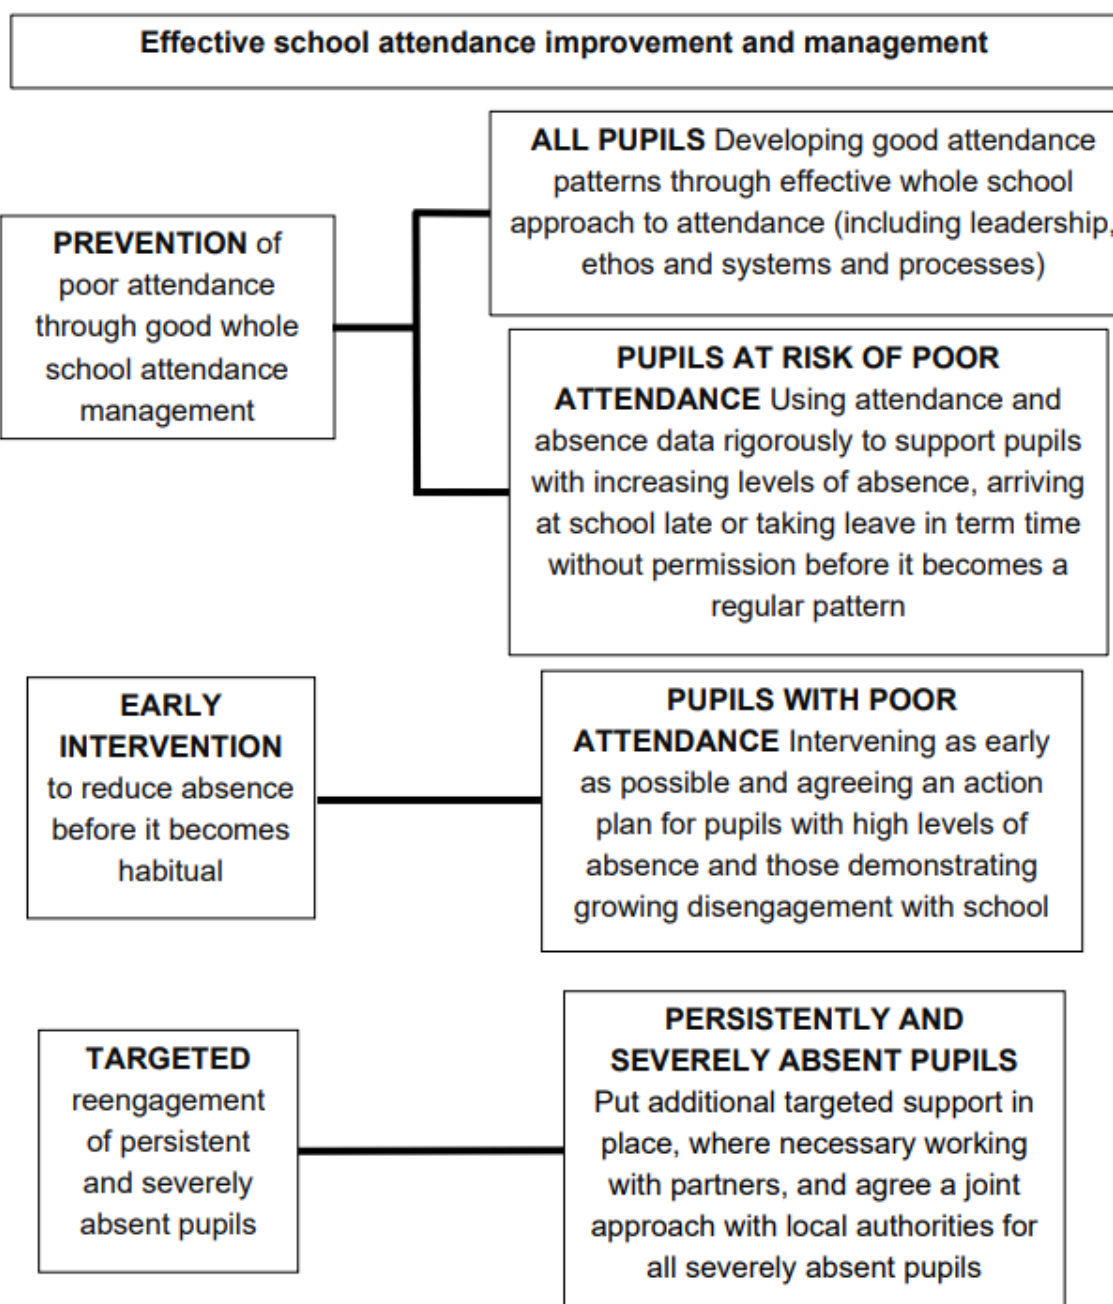 Effective school attendance improvement and management
ALL PUPILS Developing good attendance
patterns through effective whole school
approach to attendance (including leadership,
ethos and systems and processes)
PREVENTION of
poor attendance
through good whole
school attendance
management
PUPILS AT RISK OF POOR
ATTENDANCE Using attendance and
absence data rigorously to support pupils
with increasing levels of absence, arriving
at school late or taking leave in term time
without permission before it becomes a
regular pattern
EARLY
INTERVENTION
to reduce absence
before it becomes
habitual
PUPILS WITH POOR
ATTENDANCE Intervening as early
as possible and agreeing an action
plan for pupils with high levels of
absence and those demonstrating
growing disengagement with school
TARGETED
reengagement
of persistent
and severely
absent pupils
PERSISTENTLY AND
SEVERELY ABSENT PUPILS
Put additional targeted support in
place, where necessary working
with partners, and agree a joint
approach with local authorities for
all severely absent pupils